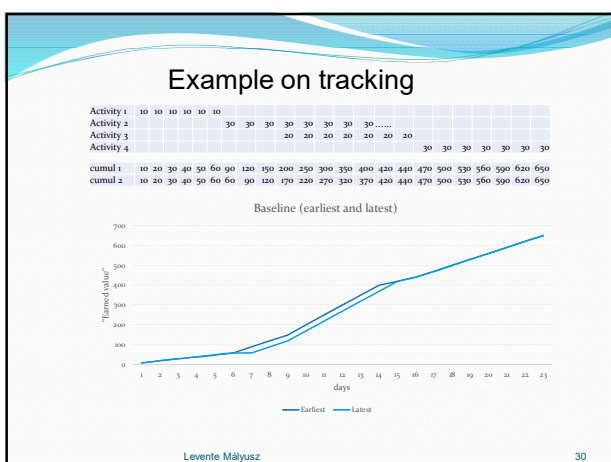 Example on tracking
Activity 1 10 10 10 10 10 10
Activity 2 30 30 30 30 30 30 30 30 ......
Activity 3 20 20 20 20 20 20 20
Activity 4 30 30 30 30 30 30 30
cumul 1 10 20 30 40 50 60 90 120 150 200 250 300 350 400 420 440 470 500 530 560 590 620 650
cumul 2 10 20 30 40 50 60 60 90 120 170 220 270 320 370 420 440 470 500 530 560 590 620 650
Baseline (earliest and latest)
"Earned value"
700
600
500
400
300
200
100
0
1 2 3 4 5 6 7 8 9 10 11 12 13 14 15 16 17 18 19 20 21 22 23
days
Earliest Latest
Levente Mályusz 30